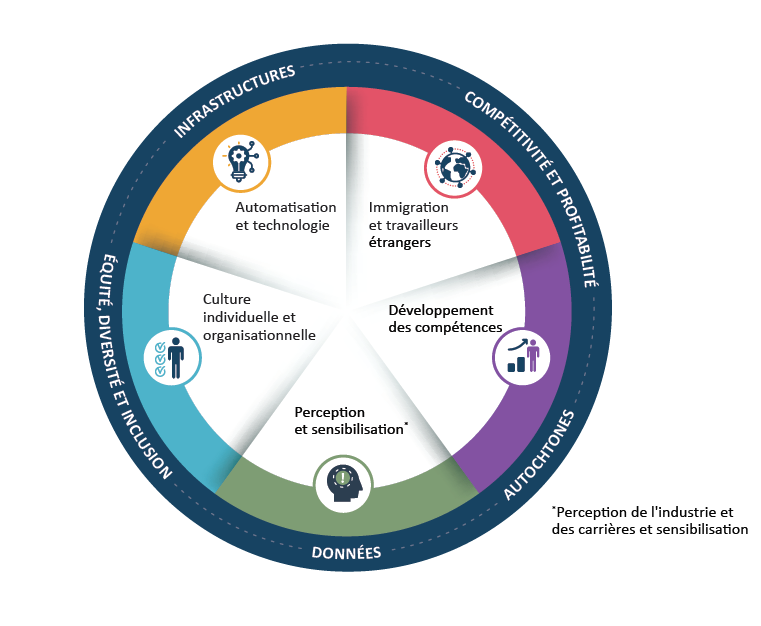 INFRASTRUCTURES
COMPÉTITIVITÉ ET PROFITABILITÉ
Automatisation
et technologie
Immigration
et travailleurs
étrangers
ÉQUITÉ, DIVERSITÉ ET INCLUSION
Culture
individuelle et
organisationnelle
Développement
des compétences
Perception
et sensibilisation*
AUTOCHTONES
DONNÉES
*Perception de l'industrie et
des carrières et sensibilisation